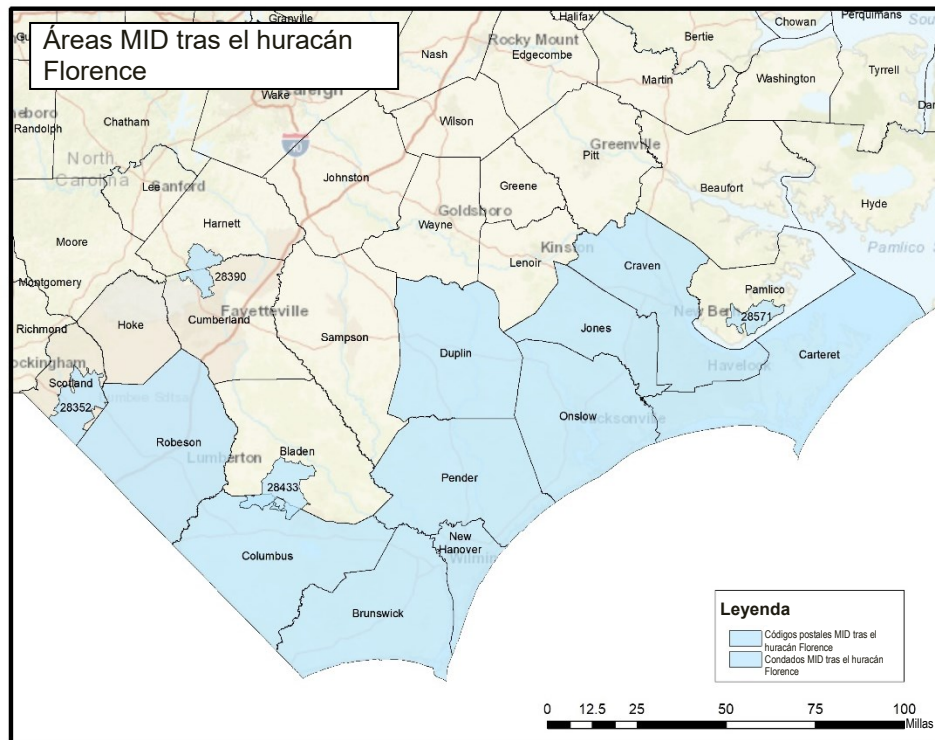 Áreas MID tras el huracán
Florence
Granville
Halifax
Chowan
Perquimans
Nash
Rocky Mount
Edgecombe
Bertie
Martin
Washington
Tyrrell
Wake
Randolph
Chatham
Wilson
North
Carolina
Greenville
Pitt
Lee
Sanford
Johnston
Greene
Beaufort
Harnett
Wayne
Goldsboro
Hyde
Moore
Kinston
Pamlico
Lenoir
Craven
Montgomery
28390
Pamlico
Hoke
Fayetteville
Cumberland
28571
Richmond
Jones
Sampson
Duplin
Carteret
Havelock
Scotland
28352
Onslow
Jacksonville
Robeson
Lumberton
Bladen
Pender
28433
New
Hanover
Columbus
Brunswick
Leyenda
Códigos postales MID tras el
huracán Florence
Condados MID tras el huracán
Florence
0 12.5 25 50 75 100
Millas